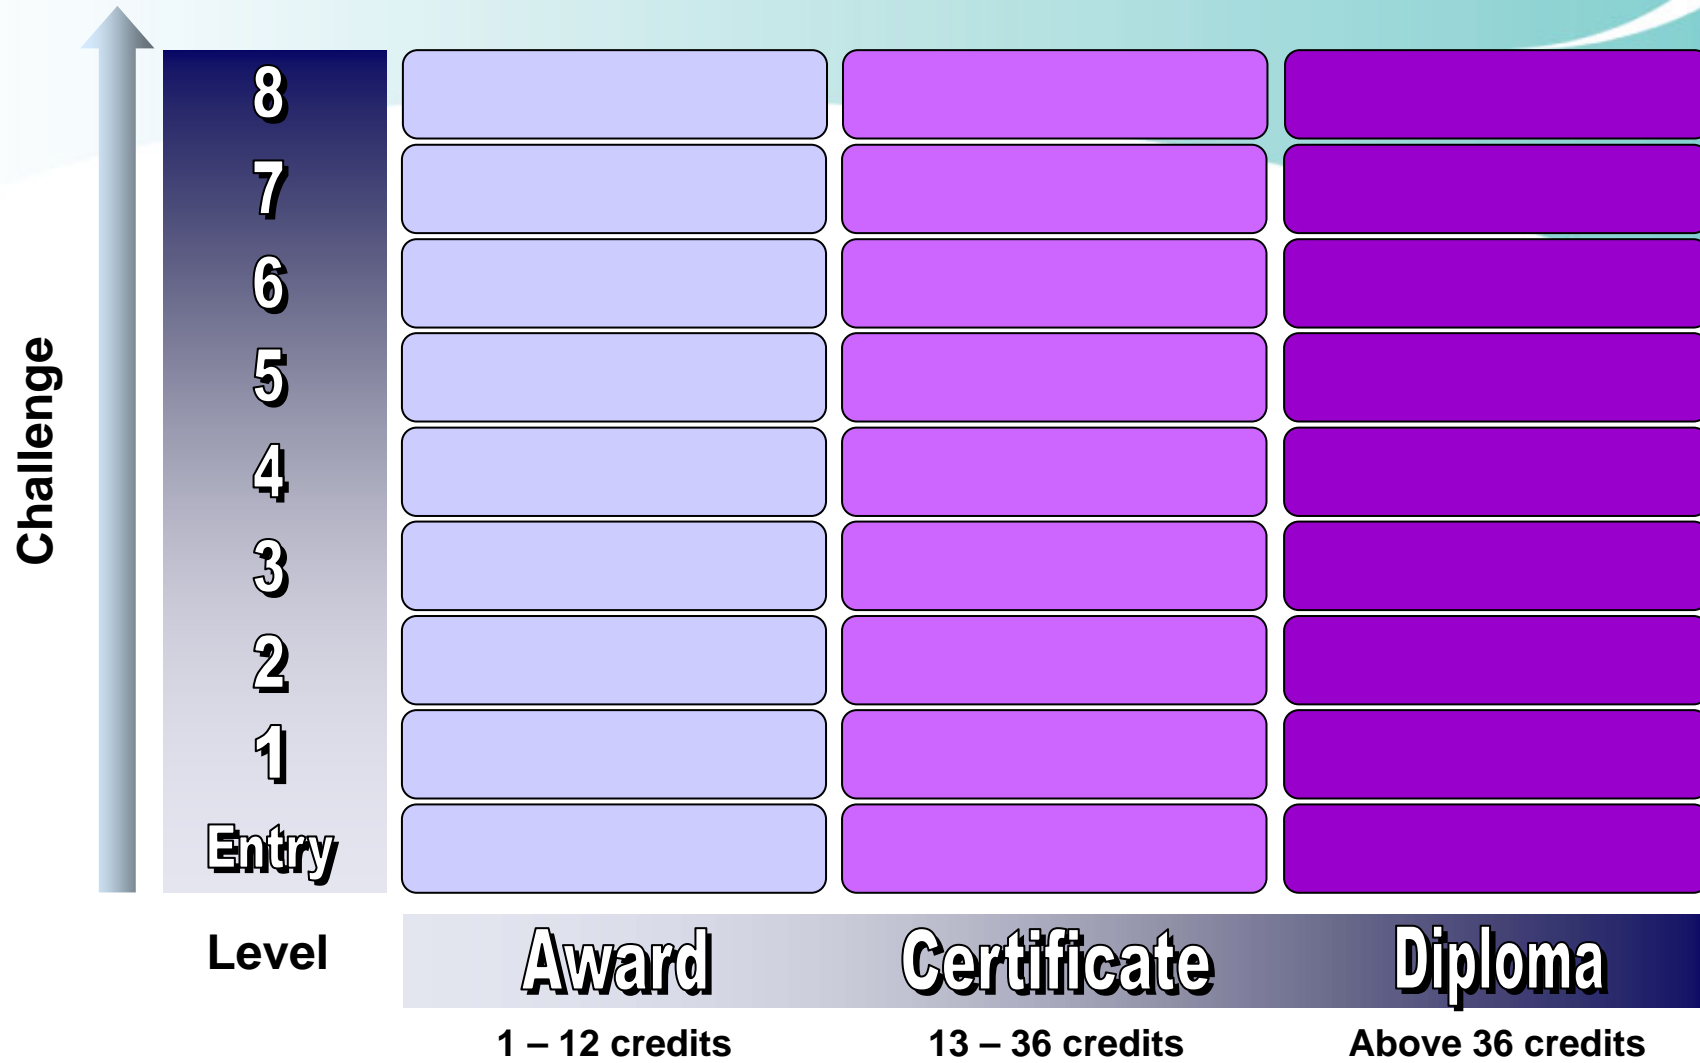 Challenge
8
7
6
5
4
3
2
1
Entry
Level
Award
Certificate
Diploma
1 – 12 credits
13 – 36 credits
Above 36 credits